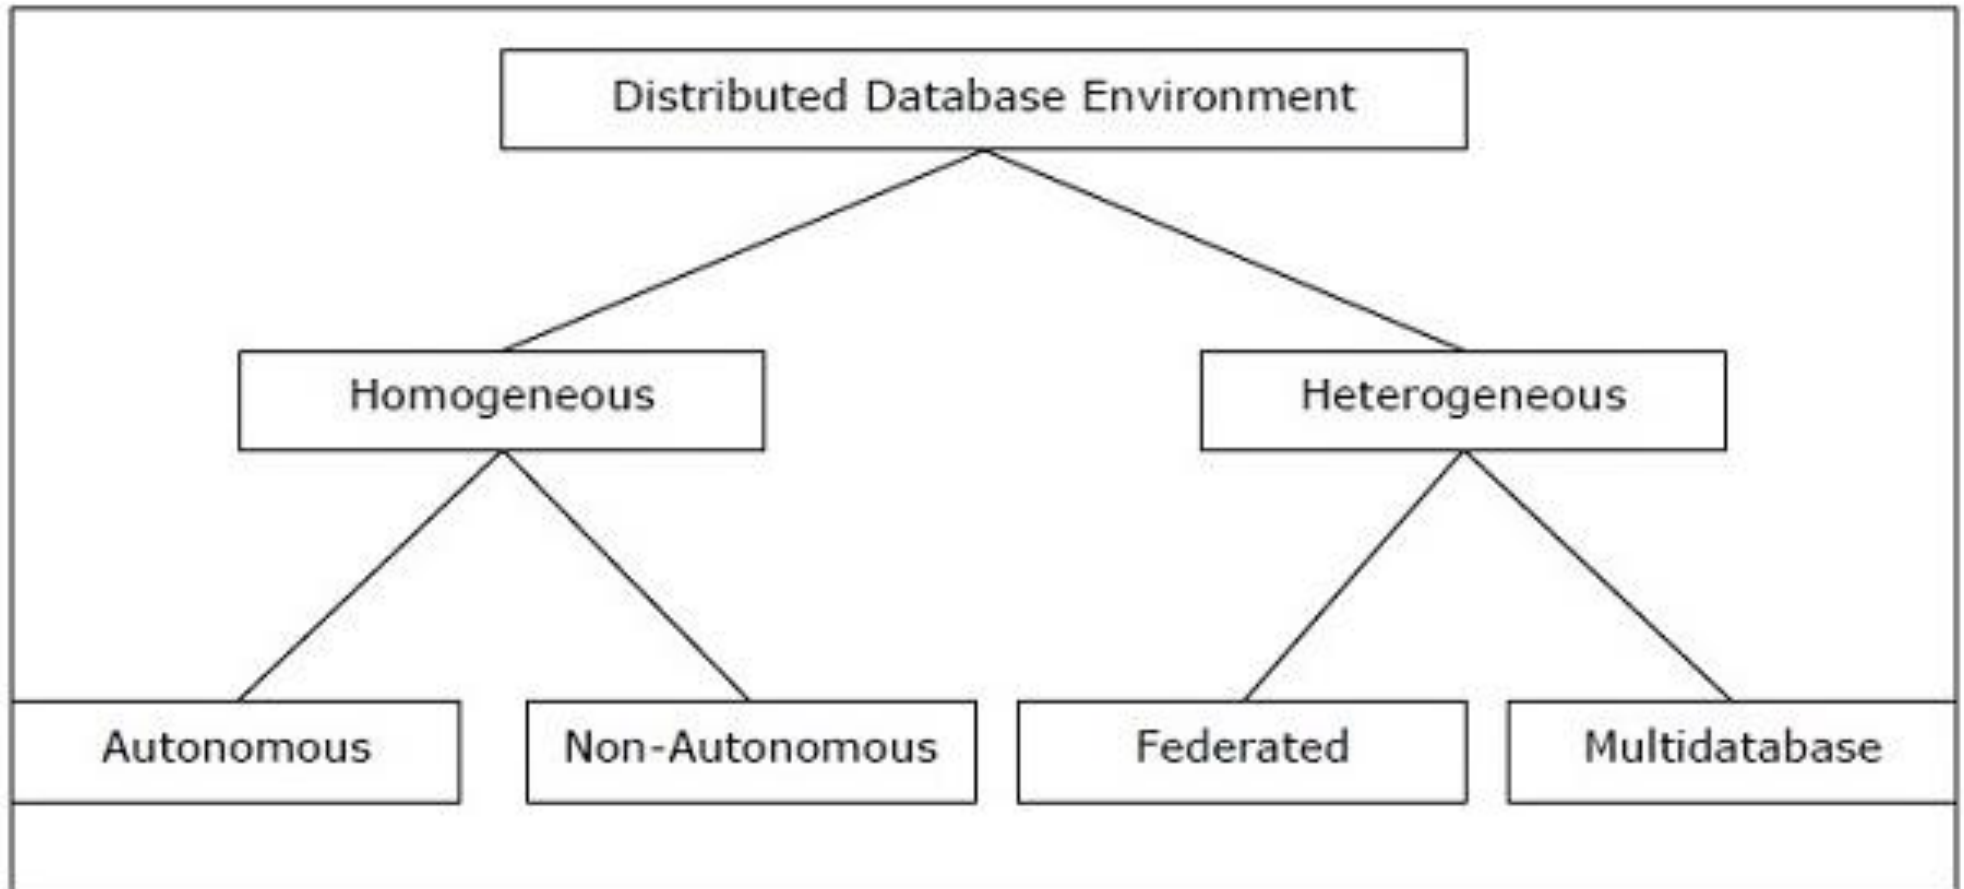 Distributed Database Environment
Homogeneous
Heterogeneous
Autonomous
Non-Autonomous
Federated
Multidatabase